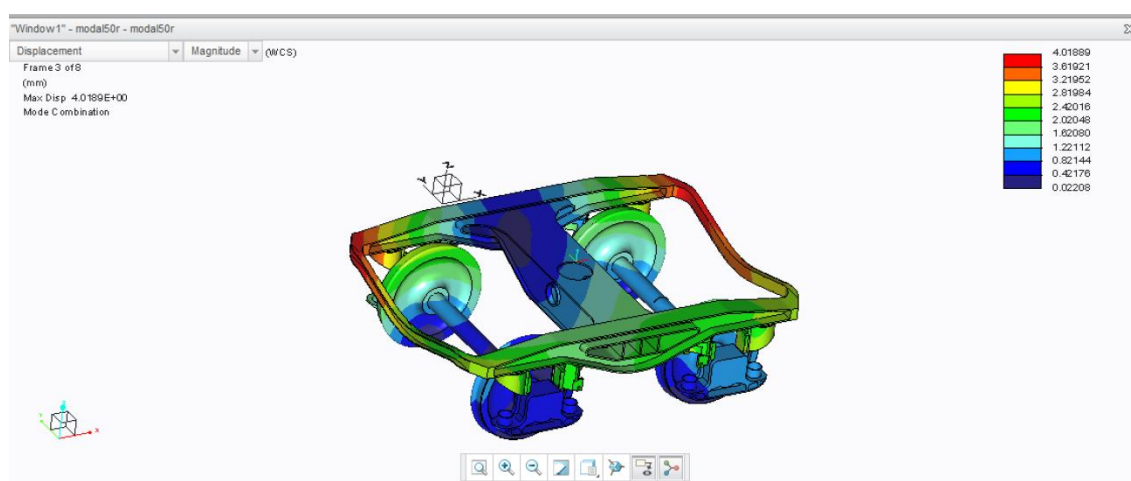 "Window1" - modal50r - modal50r
Displacement Magnitude (WCS)
Frame 3 of 8
(mm)
Max Disp 4.0189E+00
Mode Combination
4.01889
3.61921
3.21952
2.81984
2.42016
2.02048
1.62080
1.22112
0.82144
0.42176
0.02208
Z
Y
X
x